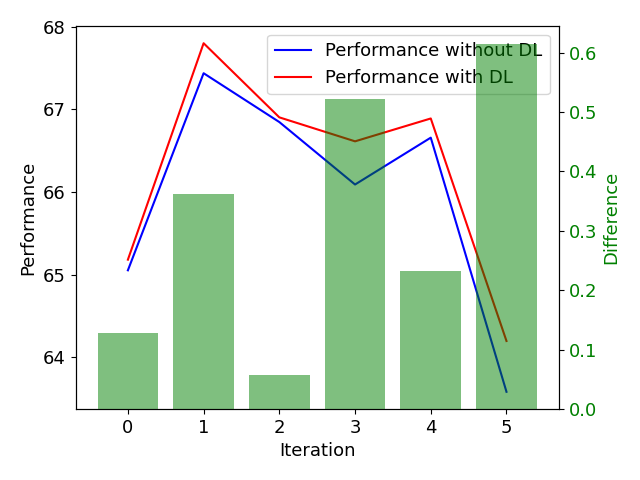 68
67
66
65
64
Performance
Performance without DL
Performance with DL
0.6
0.5
0.4
0.3
0.2
0.1
0.0
Difference
0 1 2 3 4 5
Iteration